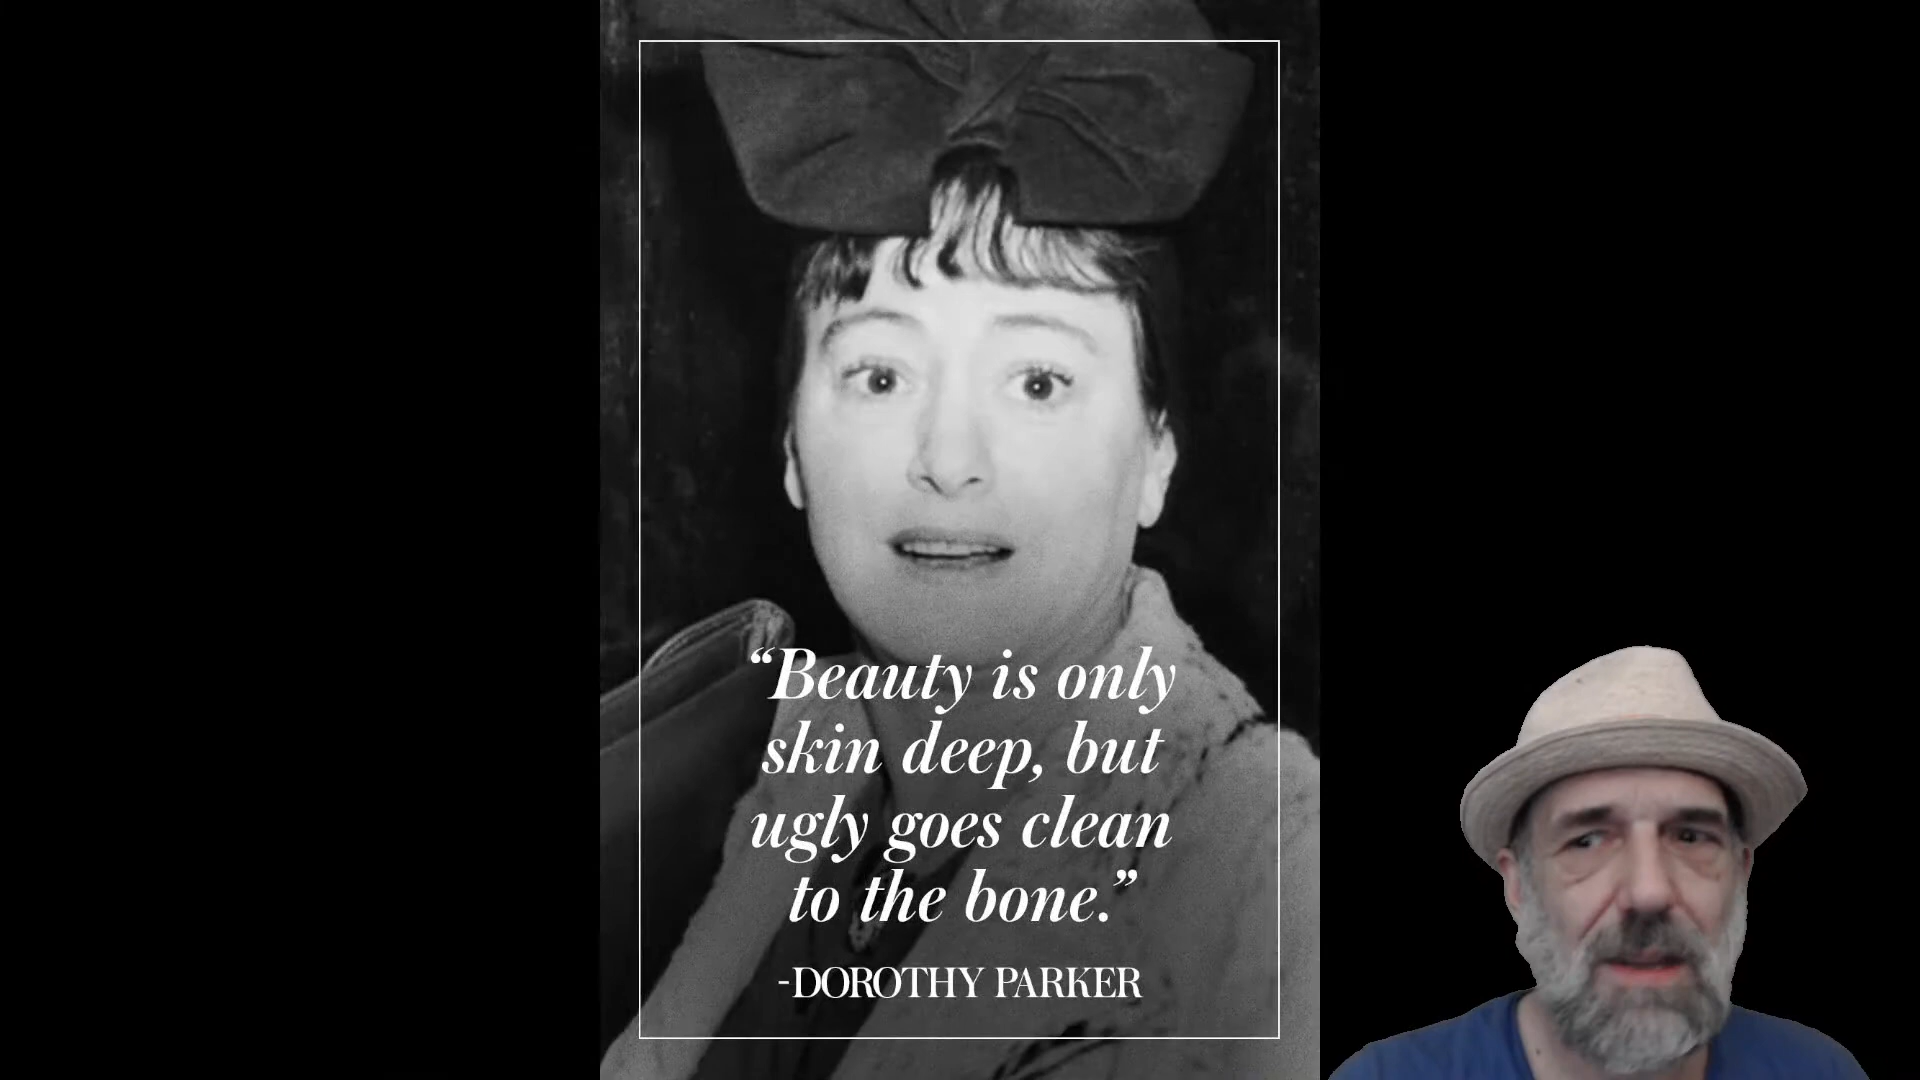 “Beauty is only
skin deep, but
ugly goes clean
to the bone.”
-DOROTHY PARKER